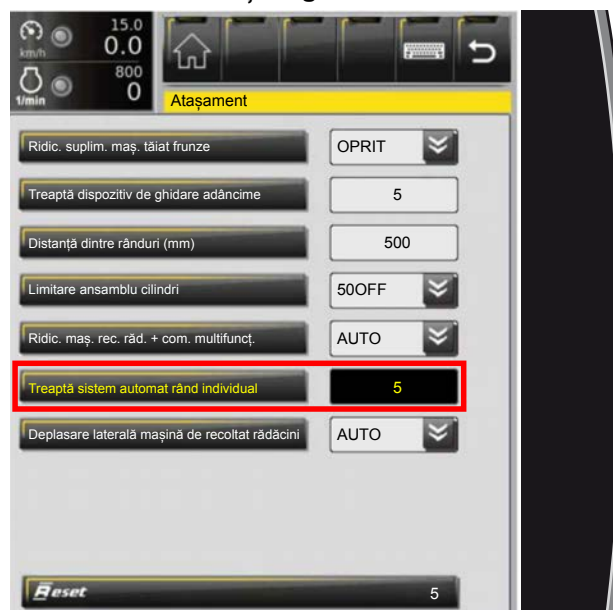 km/h
15.0
0.0
1/min
800
0
Atașament
Ridic. suplim. maș. tăiat frunze OPRIT
Treaptă dispozitiv de ghidare adâncime 5
Distanță dintre rânduri (mm) 500
Limitare ansamblu cilindri 50OFF
Ridic. maș. rec. răd. + com. multifuncț. AUTO
Treaptă sistem automat rând individual 5
Deplasare laterală mașină de recoltat rădăcini AUTO
Reset 5